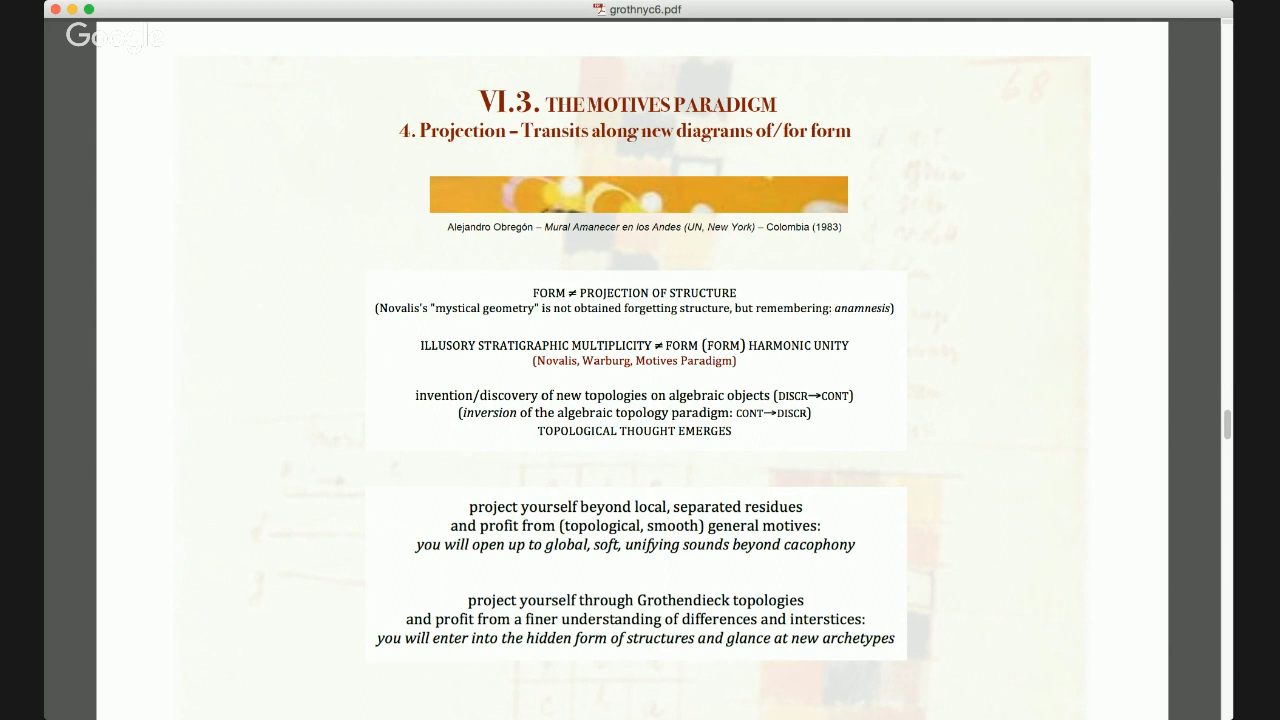 grothnyc6.pdf
Google
VI.3. THE MOTIVES PARADIGM
4. Projection – Transits along new diagrams of/for form
Alejandro Obregón – Mural Amanecer en los Andes (UN, New York) – Colombia (1983)
FORM ≠ PROJECTION OF STRUCTURE
(Novalis's "mystical geometry" is not obtained forgetting structure, but remembering: anamnesis)
ILLUSORY STRATIGRAPHIC MULTIPLICITY ≠ FORM (FORM) HARMONIC UNITY
(Novalis, Warburg, Motives Paradigm)
invention/discovery of new topologies on algebraic objects (DISCR→CONT)
(inversion of the algebraic topology paradigm: CONT→DISCR)
TOPOLOGICAL THOUGHT EMERGES
project yourself beyond local, separated residues
and profit from (topological, smooth) general motives:
you will open up to global, soft, unifying sounds beyond cacophony
project yourself through Grothendieck topologies
and profit from a finer understanding of differences and interstices:
you will enter into the hidden form of structures and glance at new archetypes